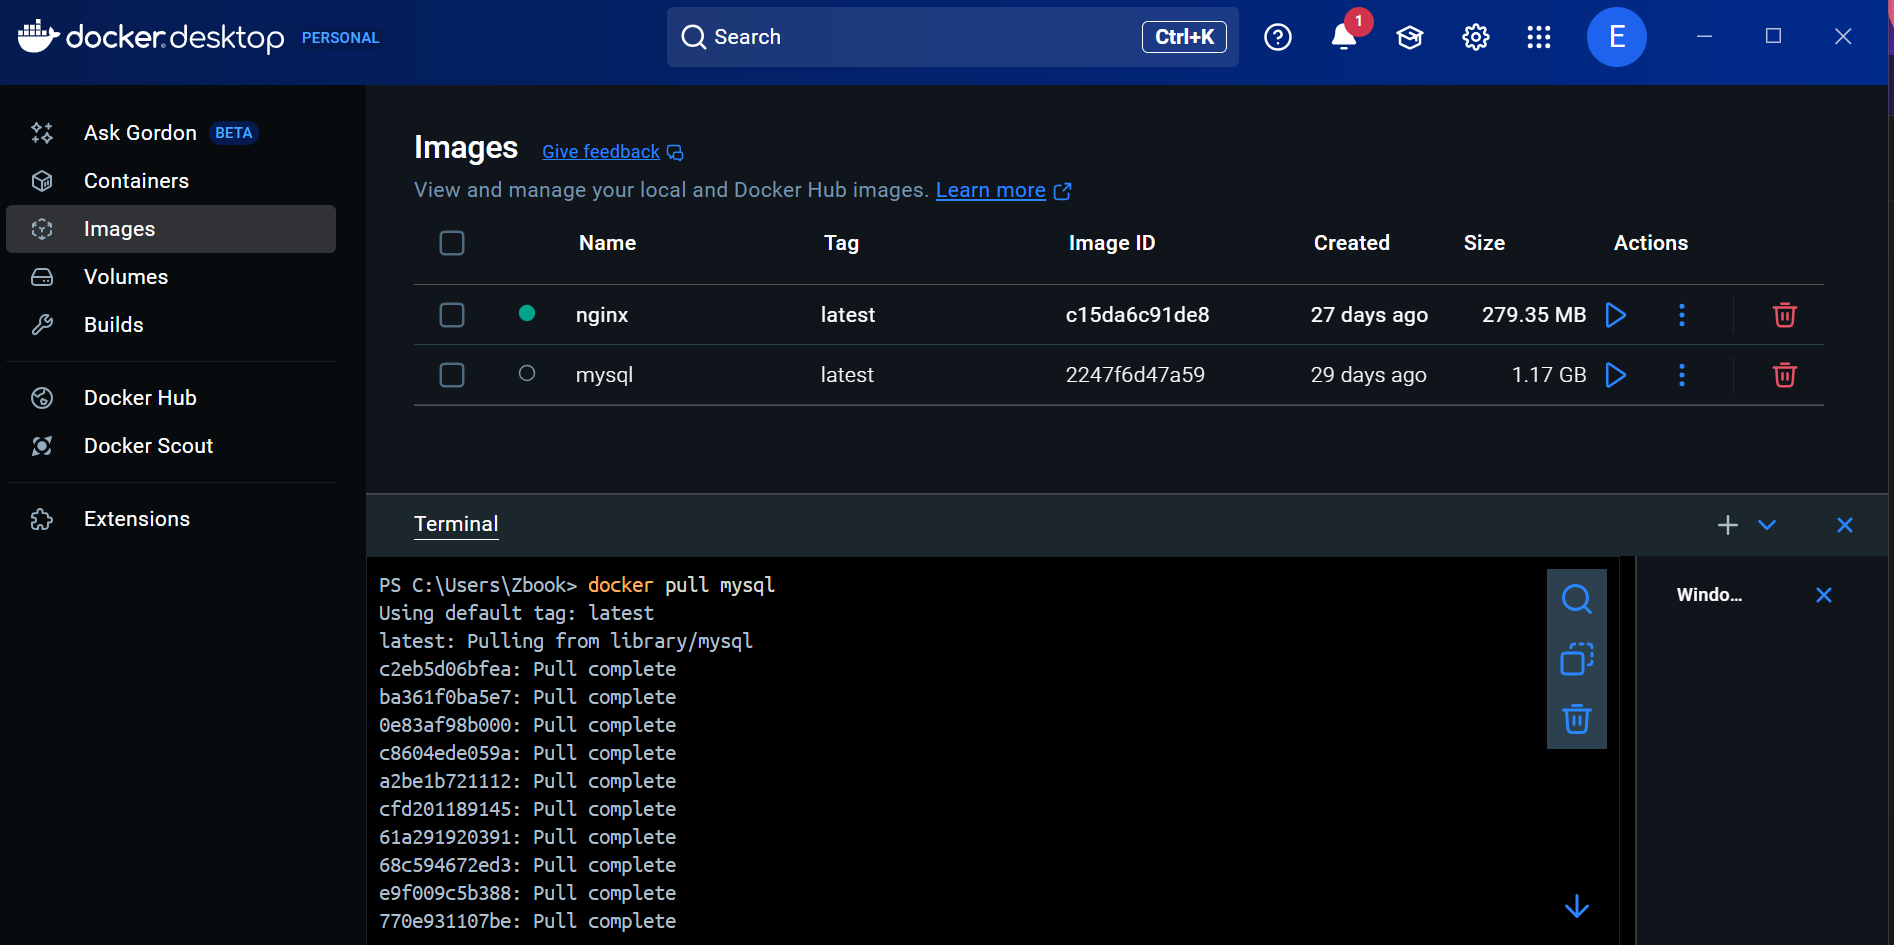 docker desktop PERSONAL
Search
Ctrl+K
1
E
Ask Gordon BETA
Containers
Images
Volumes
Builds
Docker Hub
Docker Scout
Extensions
Images Give feedback
View and manage your local and Docker Hub images. Learn more
Name Tag Image ID Created Size Actions
nginx latest c15da6c91de8 27 days ago 279.35 MB
mysql latest 2247f6d47a59 29 days ago 1.17 GB
Terminal
PS C:\Users\Zbook> docker pull mysql
Using default tag: latest
latest: Pulling from library/mysql
c2eb5d06bfea: Pull complete
ba361f0ba5e7: Pull complete
0e83af98b000: Pull complete
c8604ede059a: Pull complete
a2be1b721112: Pull complete
cfd201189145: Pull complete
61a291920391: Pull complete
68c594672ed3: Pull complete
e9f009c5b388: Pull complete
770e931107be: Pull complete
Windo...